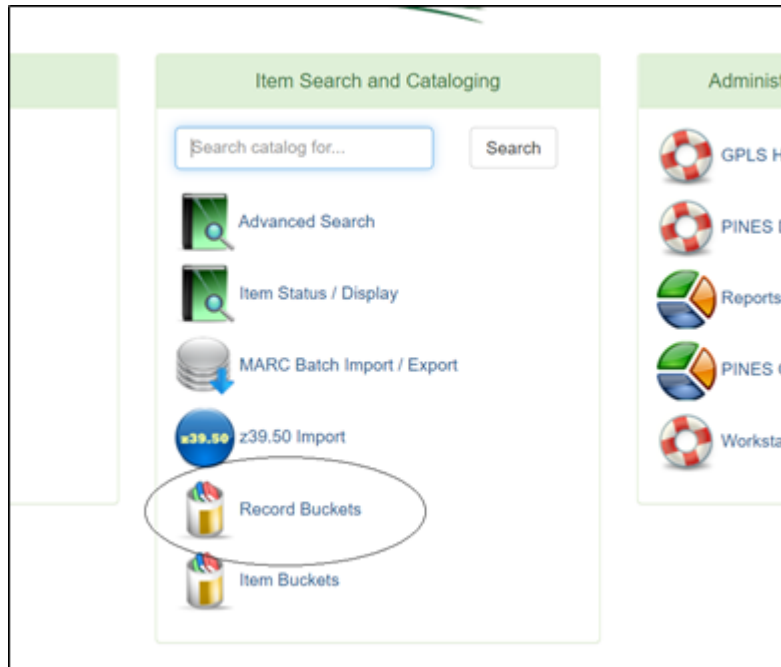 Item Search and Cataloging
Search catalog for...
Search
Advanced Search
Item Status / Display
MARC Batch Import / Export
z39.50
z39.50 Import
Record Buckets
Item Buckets
Administ
GPLS H
PINES
Reports
PINES
Worksta